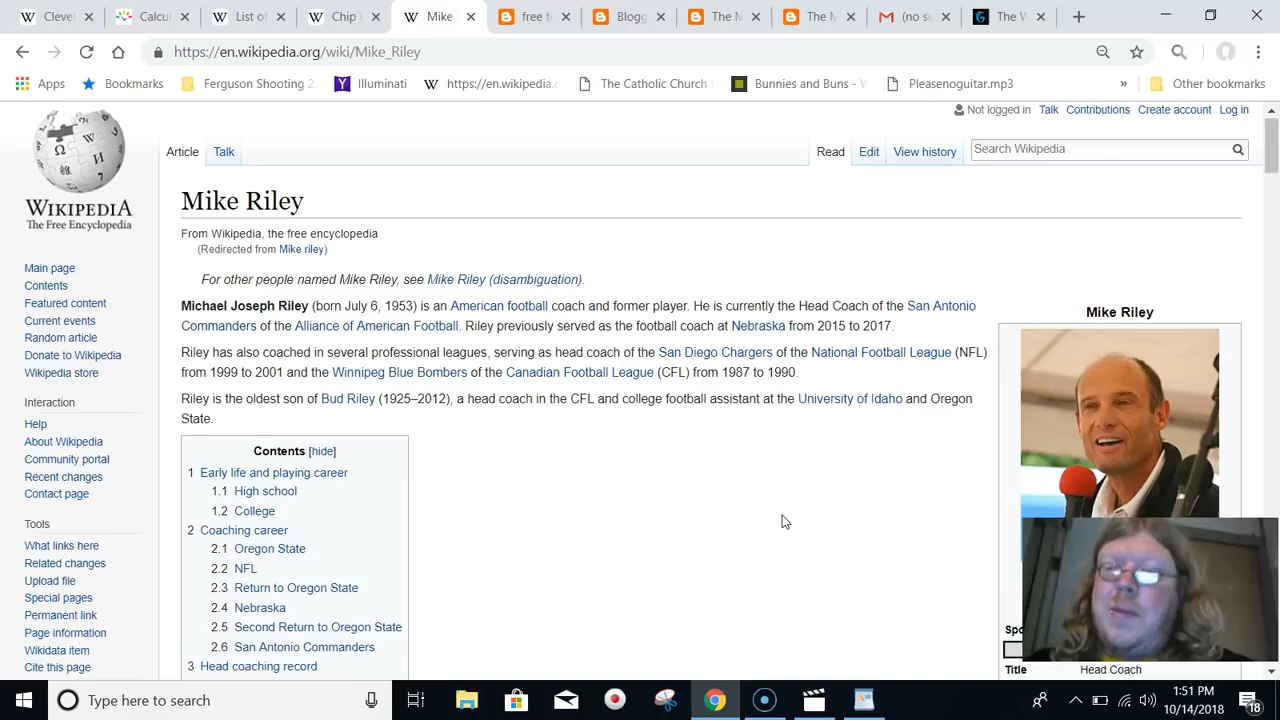 Clevel
Calcul
List of
Chip
Mike
free t
Blogg
The M
The M
(no su
The W
https://en.wikipedia.org/wiki/Mike_Riley
Apps
Bookmarks
Ferguson Shooting 2
Illuminati
https://en.wikipedia.c
The Catholic Church
Bunnies and Buns - W
Pleasenoguitar.mp3
»
Other bookmarks
Not logged in Talk Contributions Create account Log in
Article Talk
Read Edit View history
Search Wikipedia
WIKIPEDIA
The Free Encyclopedia
Main page
Contents
Featured content
Current events
Random article
Donate to Wikipedia
Wikipedia store
Interaction
Help
About Wikipedia
Community portal
Recent changes
Contact page
Tools
What links here
Related changes
Upload file
Special pages
Permanent link
Page information
Wikidata item
Cite this page
Mike Riley
From Wikipedia, the free encyclopedia
(Redirected from Mike riley)
For other people named Mike Riley, see Mike Riley (disambiguation).
Michael Joseph Riley (born July 6, 1953) is an American football coach and former player. He is currently the Head Coach of the San Antonio
Commanders of the Alliance of American Football. Riley previously served as the football coach at Nebraska from 2015 to 2017.
Riley has also coached in several professional leagues, serving as head coach of the San Diego Chargers of the National Football League (NFL)
from 1999 to 2001 and the Winnipeg Blue Bombers of the Canadian Football League (CFL) from 1987 to 1990.
Riley is the oldest son of Bud Riley (1925–2012), a head coach in the CFL and college football assistant at the University of Idaho and Oregon
State.
Contents [hide]
1 Early life and playing career
1.1 High school
1.2 College
2 Coaching career
2.1 Oregon State
2.2 NFL
2.3 Return to Oregon State
2.4 Nebraska
2.5 Second Return to Oregon State
2.6 San Antonio Commanders
3 Head coaching record
Mike Riley
Spo
Title Head Coach
Type here to search
1:51 PM
10/14/2018
18